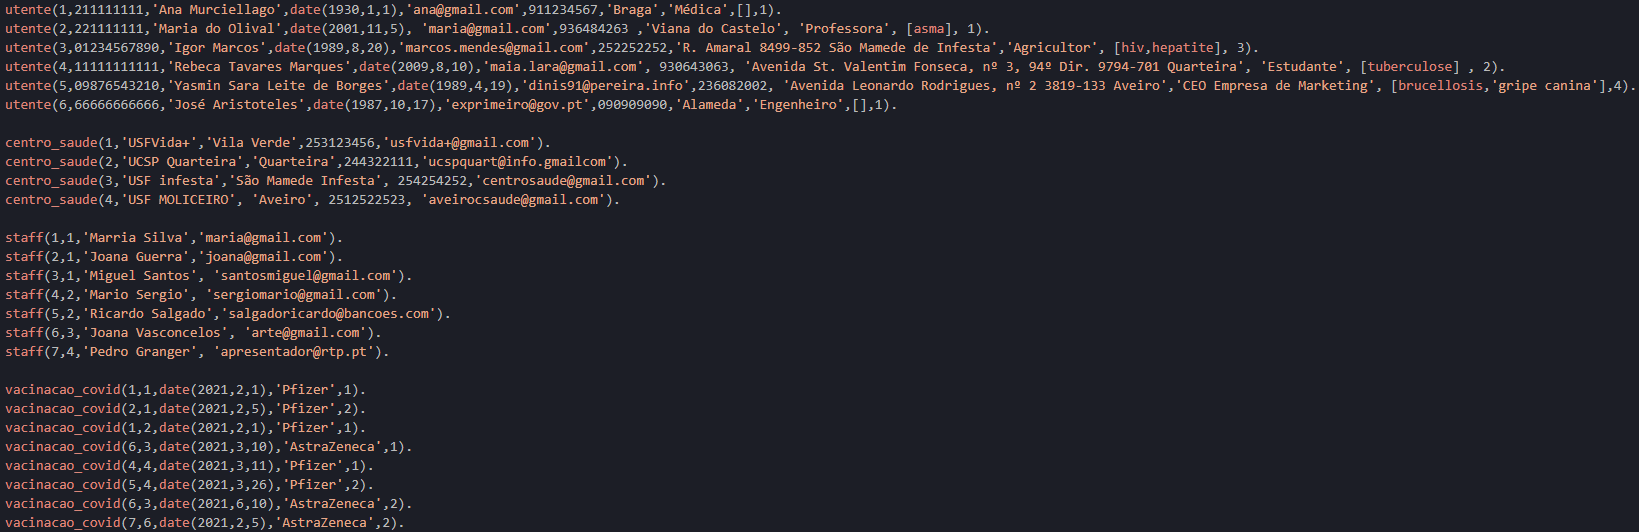 utente(1,211111111,'Ana Murciellago',date(1930,1,1),'ana@gmail.com',911234567,'Braga','Médica',[],1).
utente(2,221111111,'Maria do Olival',date(2001,11,5), 'maria@gmail.com',936484263 ,'Viana do Castelo', 'Professora', [asma], 1).
utente(3,01234567890,'Igor Marcos',date(1989,8,20),'marcos.mendes@gmail.com',252252252,'R. Amaral 8499-852 São Mamede de Infesta','Agricultor', [hiv,hepatite], 3).
utente(4,11111111111,'Rebeca Tavares Marques',date(2009,8,10),'maia.lara@gmail.com', 930643063, 'Avenida St. Valentim Fonseca, nº 3, 94º Dir. 9794-701 Quarteira', 'Estudante', [tuberculose] , 2).
utente(5,09876543210,'Yasmin Sara Leite de Borges',date(1989,4,19),'dinis91@pereira.info',236082002, 'Avenida Leonardo Rodrigues, nº 2 3819-133 Aveiro','CEO Empresa de Marketing', [brucellosis,'gripe canina'],4).
utente(6,66666666666,'José Aristoteles',date(1987,10,17),'exprimeiro@gov.pt',090909090,'Alameda','Engenheiro',[],1).

centro_saude(1,'USFVida+','Vila Verde',253123456,'usfvida+@gmail.com').
centro_saude(2,'UCSP Quarteira','Quarteira',244322111,'ucspquart@info.gmailcom').
centro_saude(3,'USF infesta','São Mamede Infesta', 254254252,'centrosaude@gmail.com').
centro_saude(4,'USF MOLICEIRO', 'Aveiro', 2512522523, 'aveirocsaude@gmail.com').

staff(1,1,'Marria Silva','maria@gmail.com').
staff(2,1,'Joana Guerra','joana@gmail.com').
staff(3,1,'Miguel Santos', 'santosmiguel@gmail.com').
staff(4,2,'Mario Sergio', 'sergiomario@gmail.com').
staff(5,2,'Ricardo Salgado','salgadoricardo@bancoes.com').
staff(6,3,'Joana Vasconcelos', 'arte@gmail.com').
staff(7,4,'Pedro Granger', 'apresentador@rtp.pt').

vacinacao_covid(1,1,date(2021,2,1),'Pfizer',1).
vacinacao_covid(2,1,date(2021,2,5),'Pfizer',2).
vacinacao_covid(1,2,date(2021,2,1),'Pfizer',1).
vacinacao_covid(6,3,date(2021,3,10),'AstraZeneca',1).
vacinacao_covid(4,4,date(2021,3,11),'Pfizer',1).
vacinacao_covid(5,4,date(2021,3,26),'Pfizer',2).
vacinacao_covid(6,3,date(2021,6,10),'AstraZeneca',2).
vacinacao_covid(7,6,date(2021,2,5),'AstraZeneca',2).